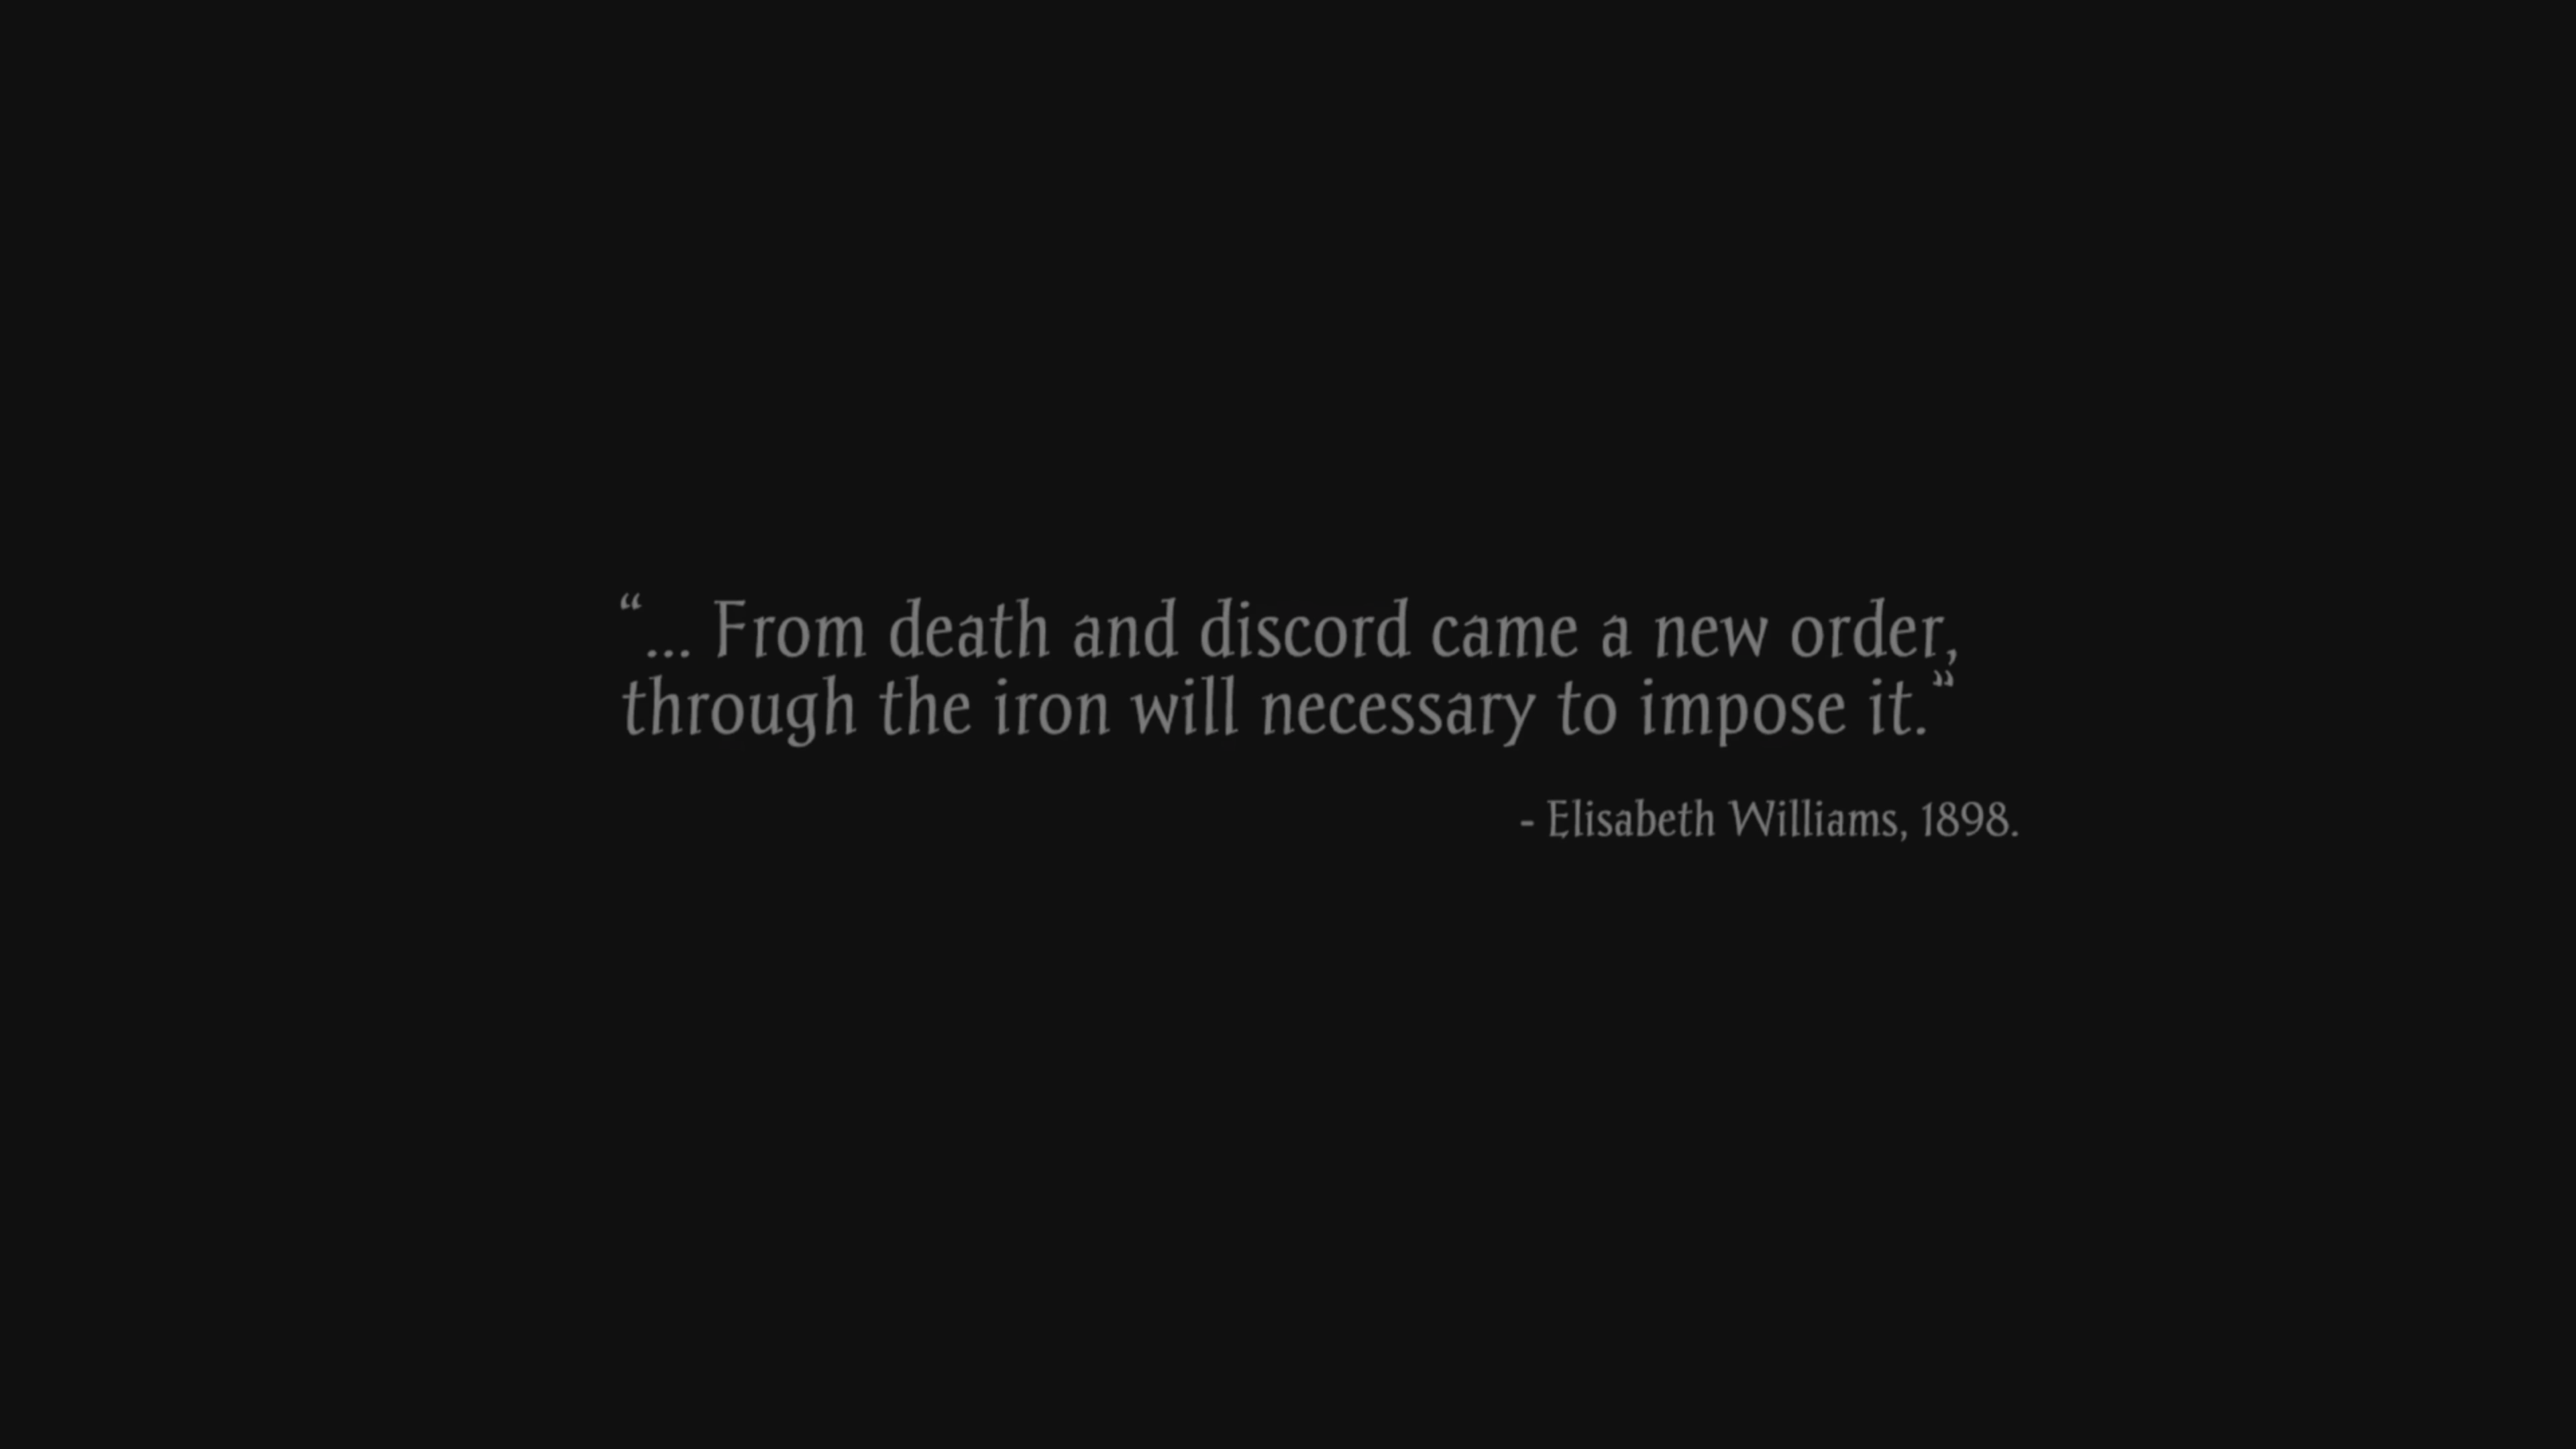 “... From death and discord came a new order,
through the iron will necessary to impose it.”
- Elisabeth Williams, 1898.